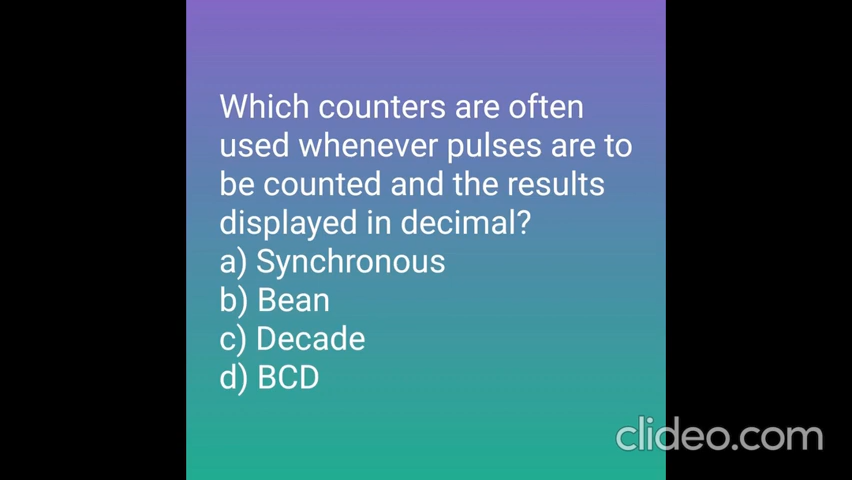 Which counters are often
used whenever pulses are to
be counted and the results
displayed in decimal?
a) Synchronous
b) Bean
c) Decade
d) BCD
clideo.com